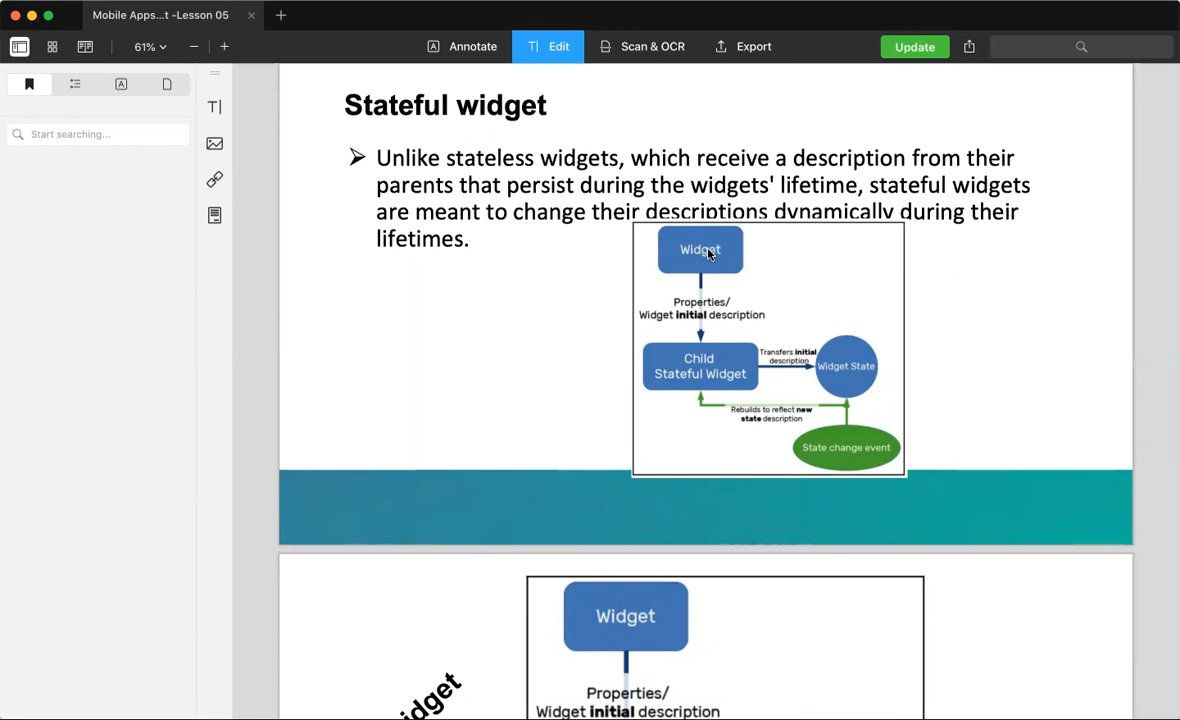 Mobile Apps...t -Lesson 05
61%
Annotate
Edit
Scan & OCR
Export
Update
Start searching...
Stateful widget
Unlike stateless widgets, which receive a description from their
parents that persist during the widgets' lifetime, stateful widgets
are meant to change their descriptions dynamically during their
lifetimes.
Widget
Properties/
Widget initial description
Child
Stateful Widget
Transfers initial
description
Widget State
Rebuilds to reflect new
state description
State change event
Widget
Properties/
Widget initial description